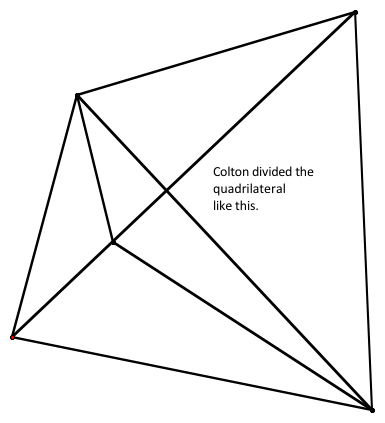 Colton divided the
quadrilateral
like this.